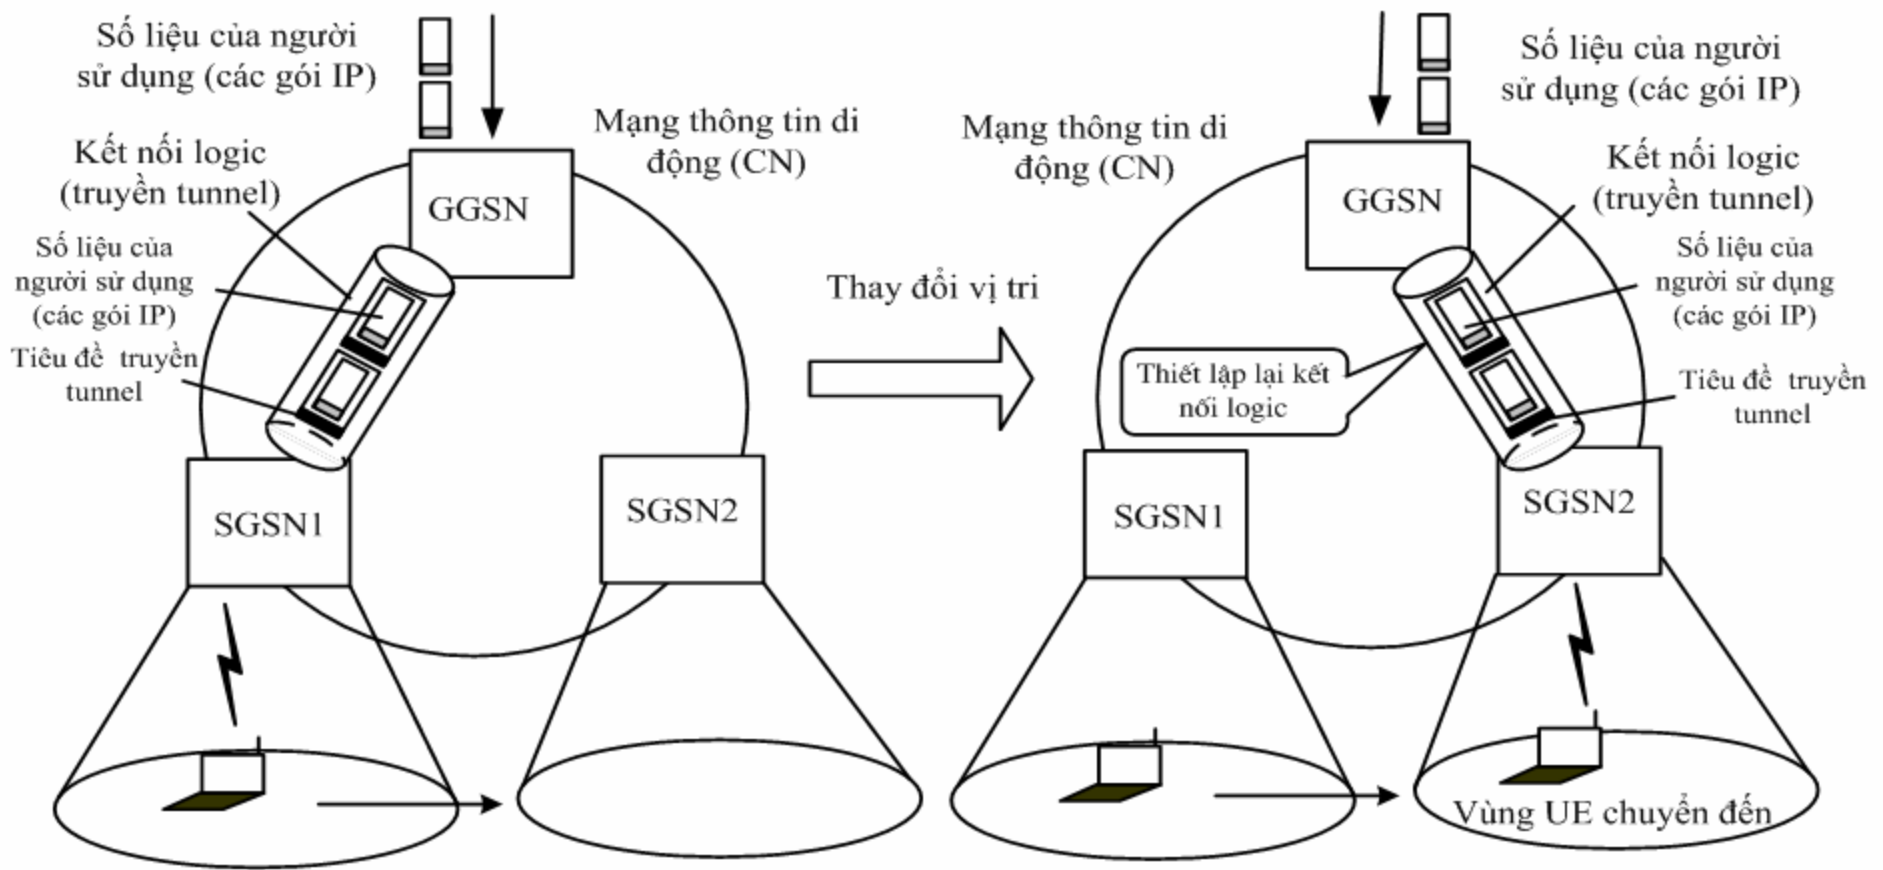 Số liệu của người
sử dụng (các gói IP)
Mạng thông tin di
động (CN)
Kết nối logic
(truyền tunnel)
GGSN
Số liệu của
người sử dụng
(các gói IP)
Tiêu đề truyền
tunnel
SGSN1
SGSN2
Thay đổi vị tri
Số liệu của người
sử dụng (các gói IP)
Mạng thông tin di
động (CN)
Kết nối logic
(truyền tunnel)
GGSN
Số liệu của
người sử dụng
(các gói IP)
Thiết lập lại kết
nối logic
Tiêu đề truyền
tunnel
SGSN1
SGSN2
Vùng UE chuyển đến